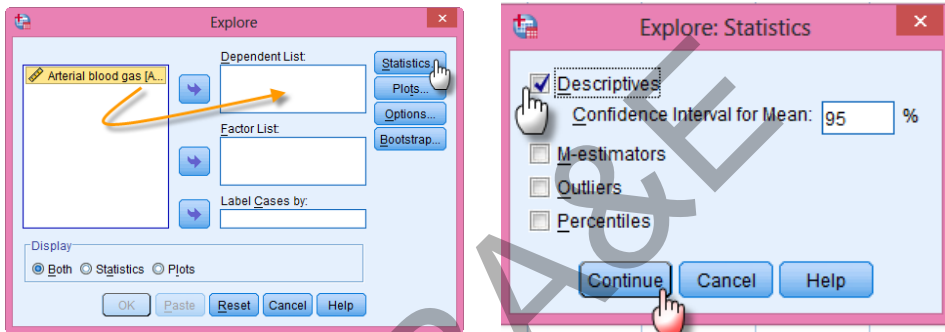 Explore
Dependent List:
Arterial blood gas [A...
Statistics...
Plots...
Options...
Bootstrap...
Factor List:
Label Cases by:
Display
Both Statistics Plots
OK Paste Reset Cancel Help
Explore: Statistics
Descriptives
Confidence Interval for Mean: 95 %
M-estimators
Outliers
Percentiles
Continue Cancel Help